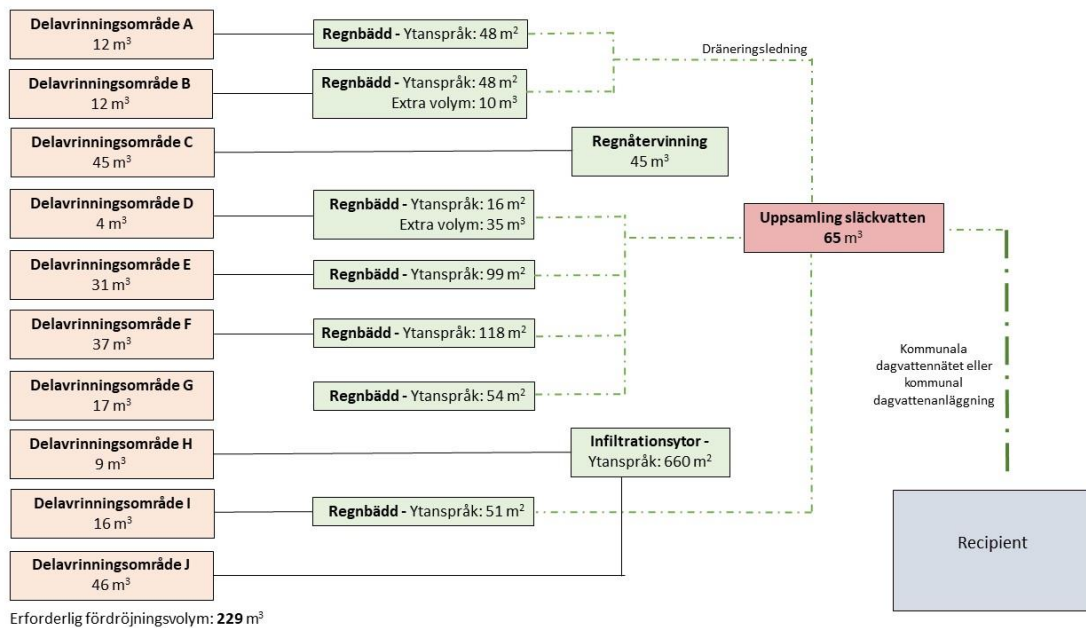 Delavrinningsområde A
12 m³
Regnbädd - Ytanspråk: 48 m²
Dräneringsledning
Delavrinningsområde B
12 m³
Regnbädd - Ytanspråk: 48 m²
Extra volym: 10 m³
Delavrinningsområde C
45 m³
Regnåtervinning
45 m³
Delavrinningsområde D
4 m³
Regnbädd - Ytanspråk: 16 m²
Extra volym: 35 m³
Uppsamling släckvatten
65 m³
Delavrinningsområde E
31 m³
Regnbädd - Ytanspråk: 99 m²
Delavrinningsområde F
37 m³
Regnbädd - Ytanspråk: 118 m²
Kommunala
dagvattennätet eller
kommunal
dagvattenanläggning
Delavrinningsområde G
17 m³
Regnbädd - Ytanspråk: 54 m²
Delavrinningsområde H
9 m³
Infiltrationsytor -
Ytanspråk: 660 m²
Delavrinningsområde I
16 m³
Regnbädd - Ytanspråk: 51 m²
Recipient
Delavrinningsområde J
46 m³
Erforderlig fördröjningsvolym: 229 m³